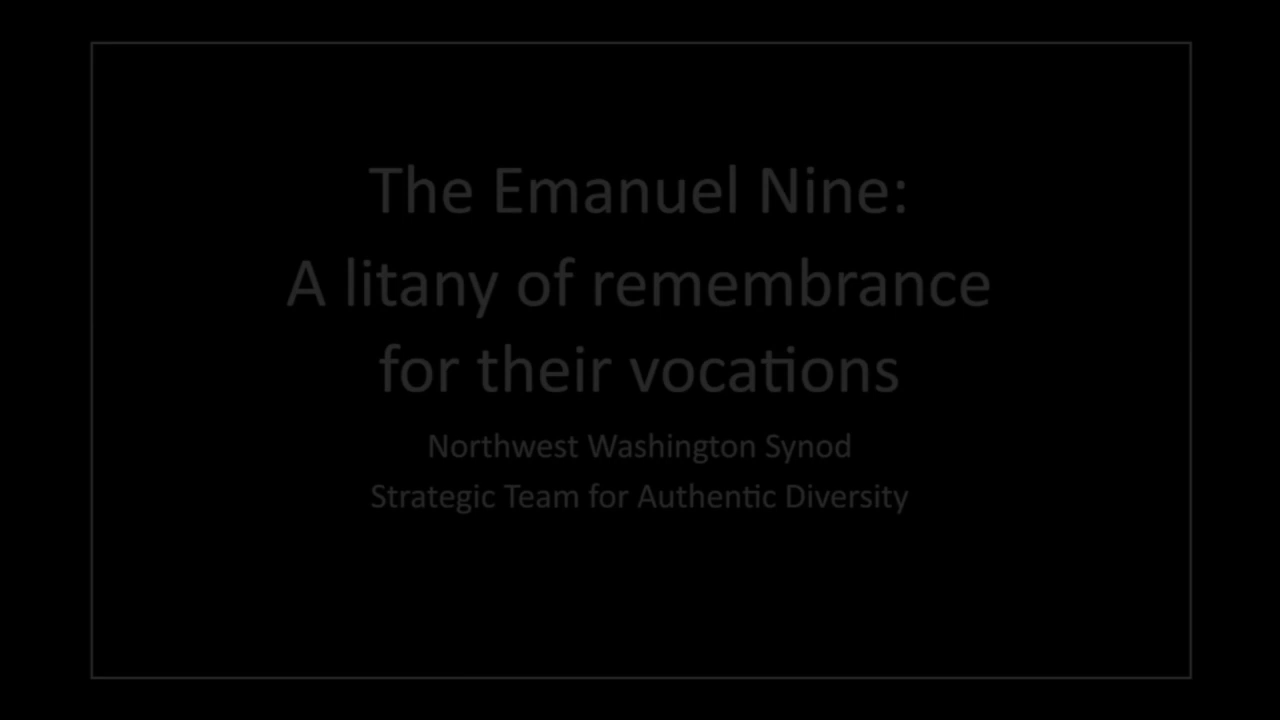 The Emanuel Nine:
A litany of remembrance
for their vocations
Northwest Washington Synod
Strategic Team for Authentic Diversity